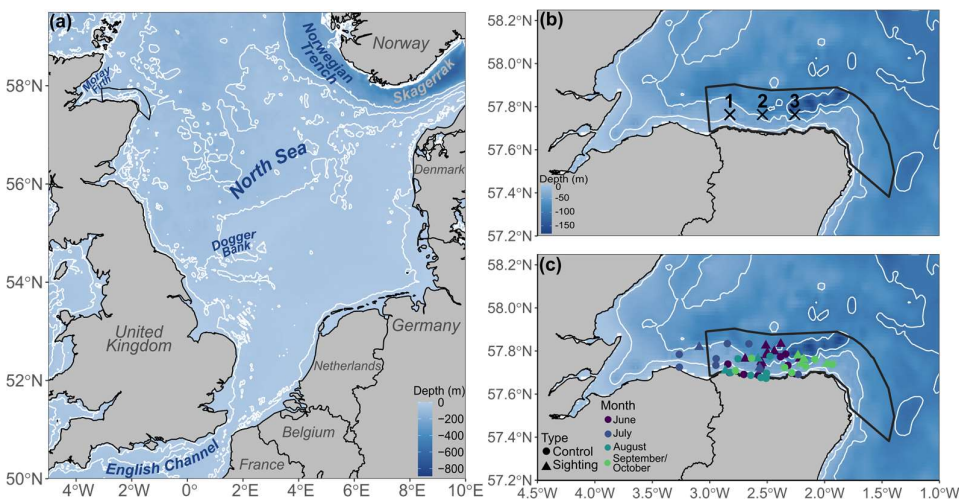 (a)
Norway
Norwegian
Trench
Skagerrak
Moray
Firth
58°N
North Sea
Denmark
56°N
Dogger
Bank
54°N
United
Kingdom
Germany
Netherlands
52°N
Belgium
English Channel
France
50°N
Depth (m)
0
−200
−400
−600
−800
4°W
2°W
0°
2°E
4°E
6°E
8°E
10°E
(b)
58.2°N
58.0°N
57.8°N
57.6°N
57.4°N
57.2°N
1 2 3
Depth (m)
0
-50
-100
-150
(c)
58.2°N
58.0°N
57.8°N
57.6°N
57.4°N
57.2°N
Type
Control
Sighting
Month
June
July
August
September/
October
4.5°W
4.0°W
3.5°W
3.0°W
2.5°W
2.0°W
1.5°W
1.0°W